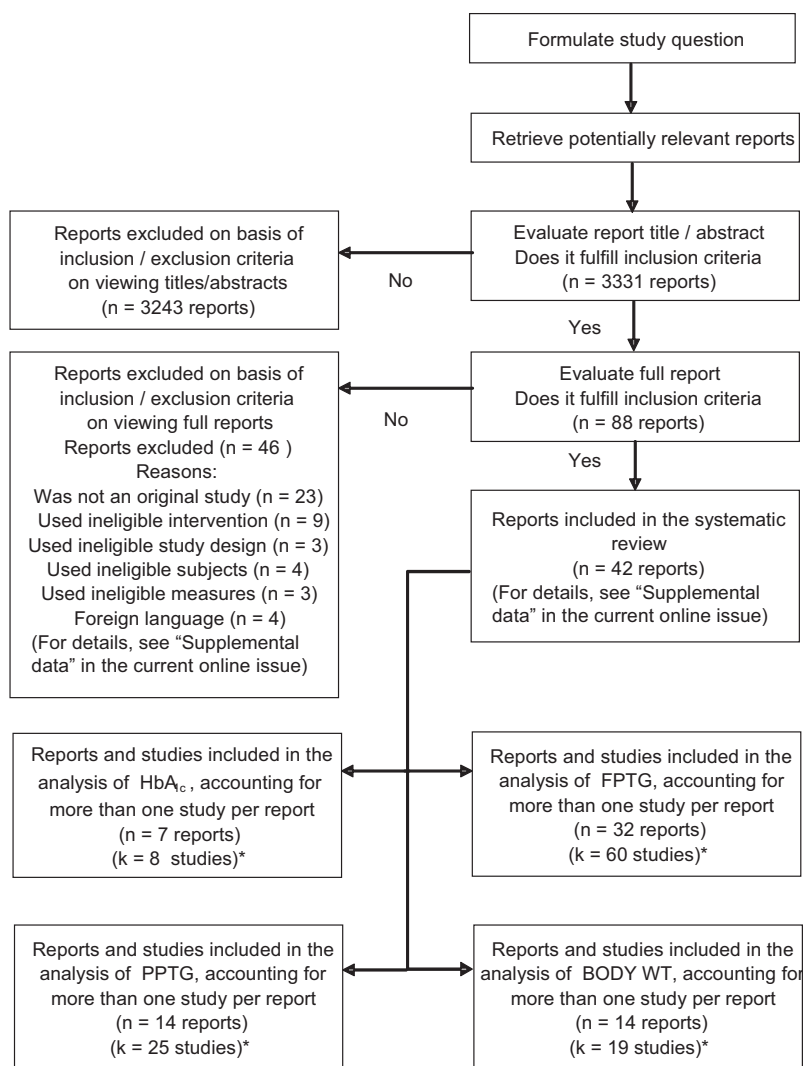 Formulate study question
Retrieve potentially relevant reports
Evaluate report title / abstract
Does it fulfill inclusion criteria
(n = 3331 reports)
No
Reports excluded on basis of
inclusion / exclusion criteria
on viewing titles/abstracts
(n = 3243 reports)
Yes
Evaluate full report
Does it fulfill inclusion criteria
(n = 88 reports)
No
Reports excluded on basis of
inclusion / exclusion criteria
on viewing full reports
Reports excluded (n = 46 )
Reasons:
Was not an original study (n = 23)
Used ineligible intervention (n = 9)
Used ineligible study design (n = 3)
Used ineligible subjects (n = 4)
Used ineligible measures (n = 3)
Foreign language (n = 4)
(For details, see “Supplemental
data” in the current online issue)
Yes
Reports included in the systematic
review
(n = 42 reports)
(For details, see “Supplemental
data” in the current online issue)
Reports and studies included in the
analysis of HbA1c, accounting for
more than one study per report
(n = 7 reports)
(k = 8 studies)*
Reports and studies included in the
analysis of FPTG, accounting for
more than one study per report
(n = 32 reports)
(k = 60 studies)*
Reports and studies included in the
analysis of PPTG, accounting for
more than one study per report
(n = 14 reports)
(k = 25 studies)*
Reports and studies included in the
analysis of BODY WT, accounting for
more than one study per report
(n = 14 reports)
(k = 19 studies)*